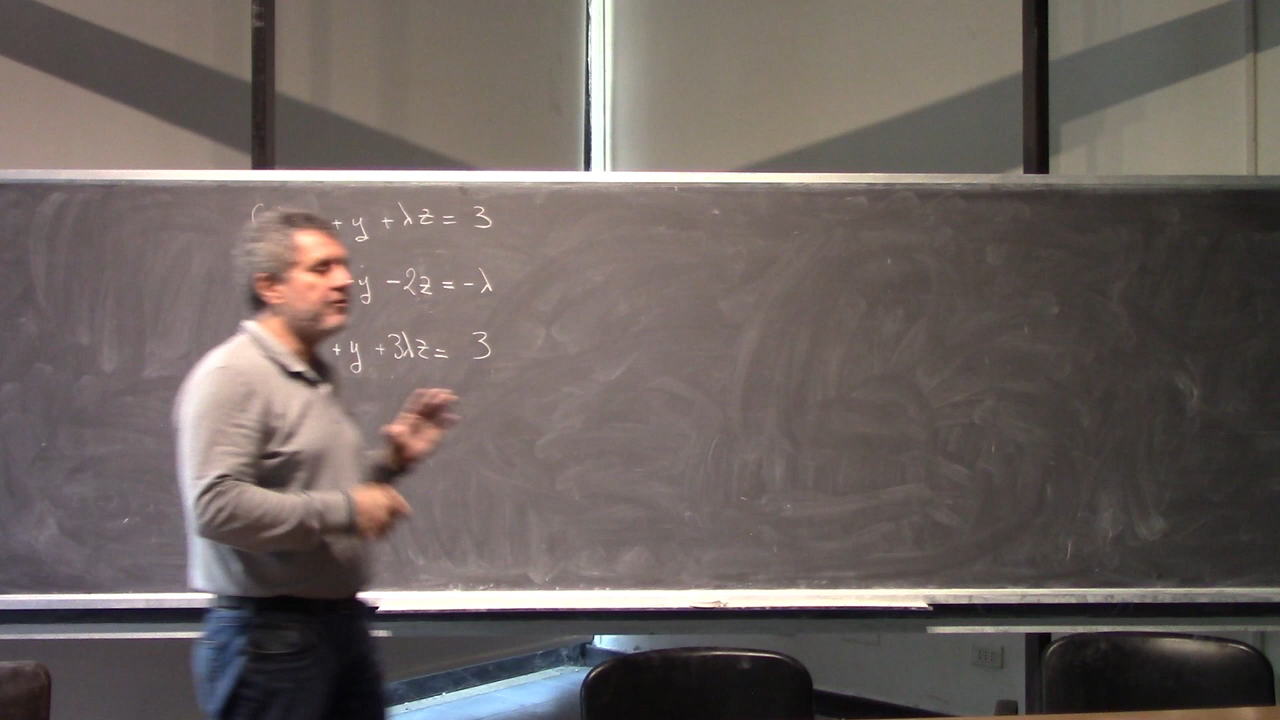 + y + λz = 3
y - 2z = - λ
+ y + 3λz = 3